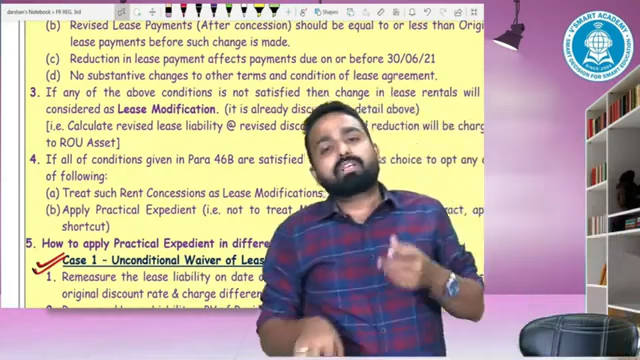 darshan's Notebook » FR REG. 3rd
(b) Revised Lease Payments (After concession) should be equal to or less than Origi
lease payments before such change is made.
(c) Reduction in lease payment affects payments due on or before 30/06/21
(d) No substantive changes to other terms and condition of lease agreement.
3. If any of the above conditions is not satisfied then change in lease rentals will
considered as Lease Modification. (it is already disc detail above)
[i.e. Calculate revised lease liability @ revised disco reduction will be charg
to ROU Asset]
4. If all of conditions given in Para 46B are satisfied s choice to opt any o
of following:
(a) Treat such Rent Concessions as Lease Modifications.
(b) Apply Practical Expedient (i.e. not to treat ract, ap
shortcut)
5. How to apply Practical Expedient in differe
Case 1 - Unconditional Waiver of Leas
1. Remeasure the lease liability on date o
original discount rate & charge differen
V'SMART ACADEMY
SINCE 2005
SMART DECISION FOR SMART EDUCATION